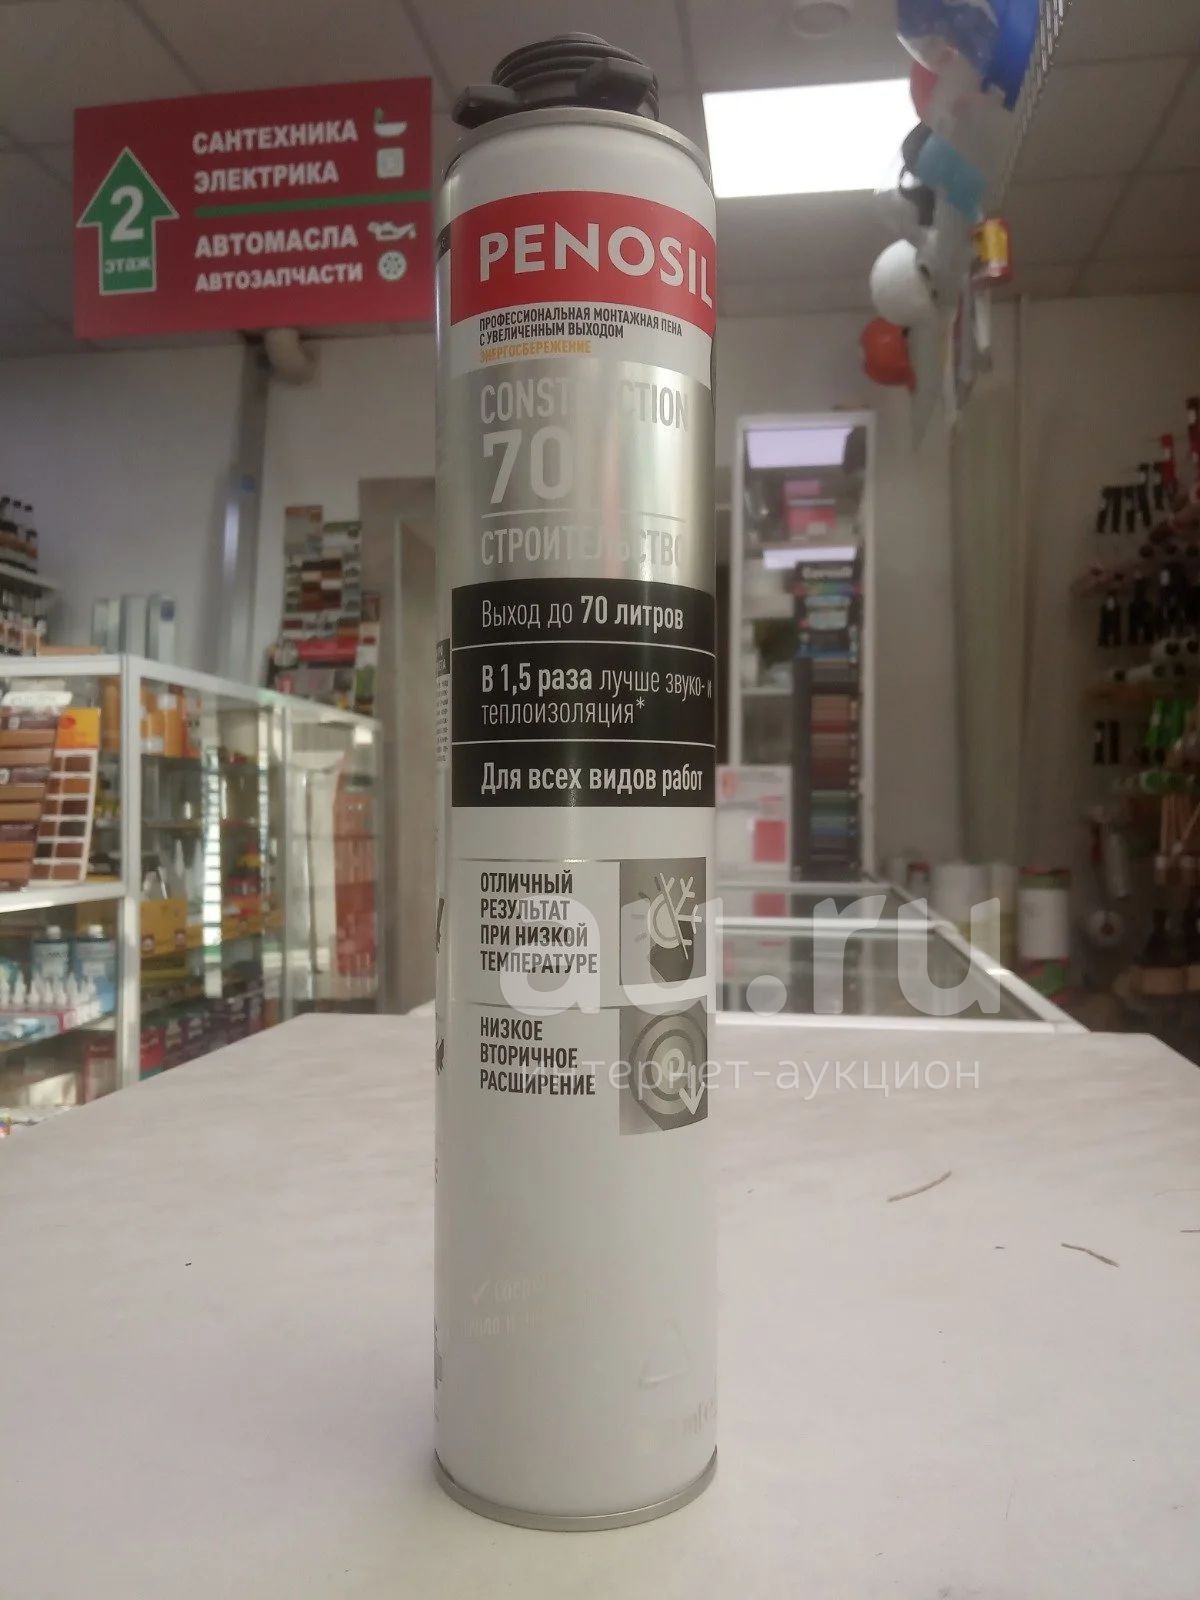 САНТЕХНИКА
ЭЛЕКТРИКА
2
этаж
АВТОМАСЛА
АВТОЗАПЧАСТИ
PENOSIL
ПРОФЕССИОНАЛЬНАЯ МОНТАЖНАЯ ПЕНА
С УВЕЛИЧЕННЫМ ВЫХОДОМ
ЭНЕРГОСБЕРЕЖЕНИЕ
CONSTRUCTION
70
СТРОИТЕЛЬСТВО
Выход до 70 литров
В 1,5 раза лучше звуко- и
теплоизоляция*
Для всех видов работ
ОТЛИЧНЫЙ
РЕЗУЛЬТАТ
ПРИ НИЗКОЙ
ТЕМПЕРАТУРЕ
НИЗКОЕ
ВТОРИЧНОЕ
РАСШИРЕНИЕ
au.ru
интернет-аукцион